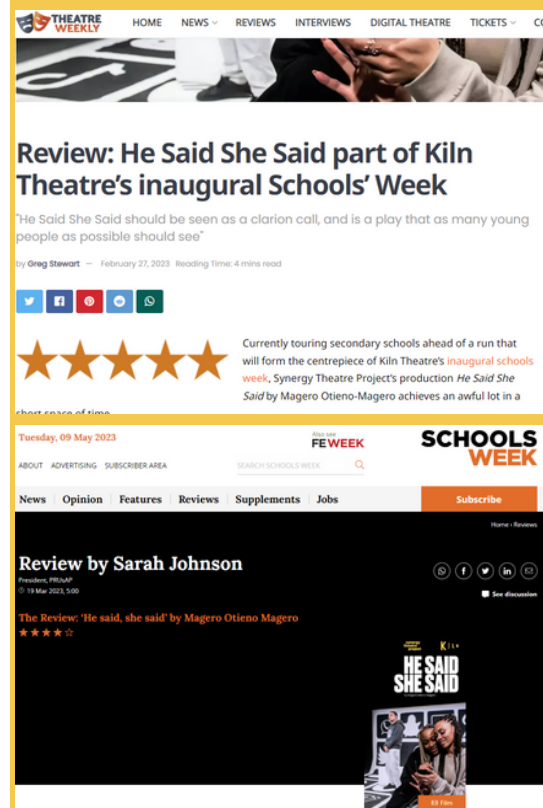 THEATRE
WEEKLY
HOME NEWS REVIEWS INTERVIEWS DIGITAL THEATRE TICKETS
Review: He Said She Said part of Kiln
Theatre's inaugural Schools' Week
"He Said She Said should be seen as a clarion call, and is a play that as many young
people as possible should see"
by Greg Stewart — February 27, 2023 Reading Time: 4 mins read
Currently touring secondary schools ahead of a run that
will form the centrepiece of Kiln Theatre's inaugural schools
week, Synergy Theatre Project's production He Said She
Said by Magero Otieno-Magero achieves an awful lot in a
short space of time
Tuesday, 09 May 2023
Also see
FE WEEK
SCHOOLS
WEEK
ABOUT ADVERTISING SUBSCRIBER AREA
SEARCH SCHOOLS WEEK
News Opinion Features Reviews Supplements Jobs
Subscribe
Home › Reviews
Review by Sarah Johnson
President, PRUsAP
19 Mar 2023, 5:00
See discussion
The Review: 'He said, she said' by Magero Otieno Magero
KILN
HE SAID
SHE SAID